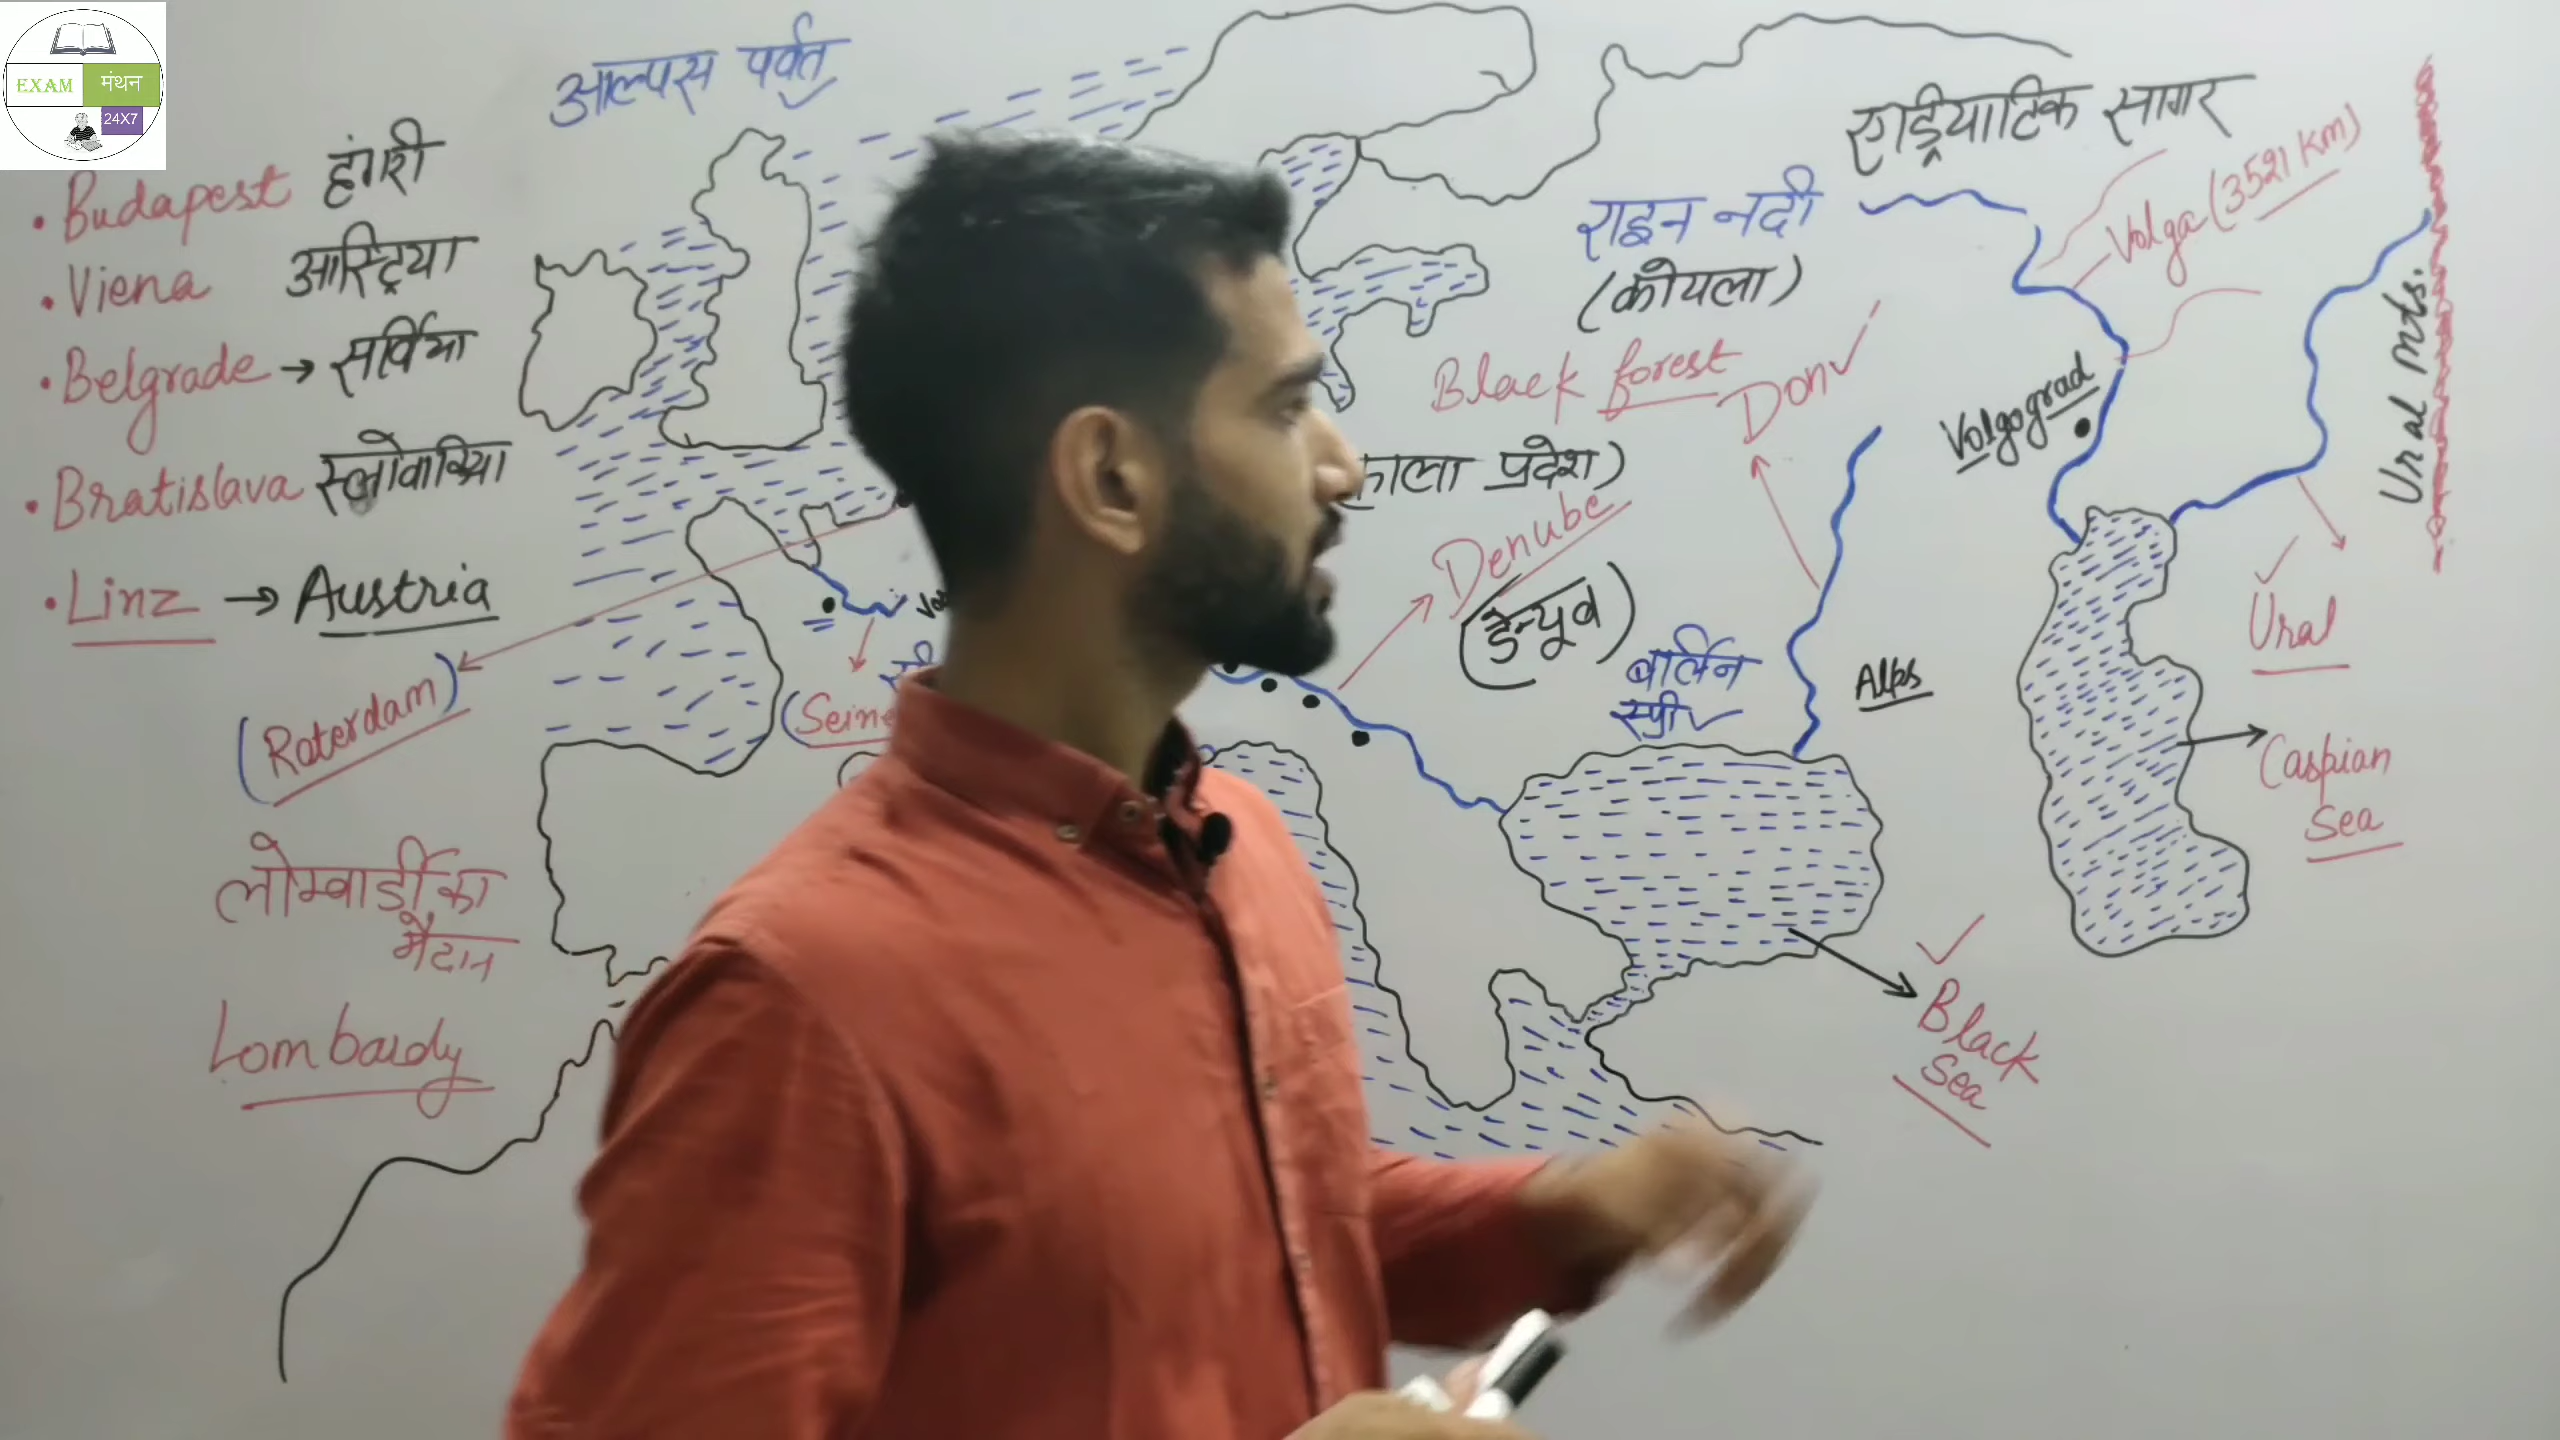 EXAM मंथन
24X7
आल्पस पर्वत
• Budapest हंगरी
• Viena आस्ट्रिया
• Belgrade → सर्विया
• Bratislava स्लोवाकिया
• Linz → Austria
(Roterdam)
लोम्बार्डी का
मैदान
Lombardy
(Seine
एड्रियाटिक सागर
राइन नदी
(कोयला)
Black forest
काला प्रदेश)
Denube
(डेन्यूब)
बर्लिन
स्प्री
Don
Volga (3521 Km)
Volgograd
Alps
Ural Mts.
Ural
Caspian
Sea
Black
Sea